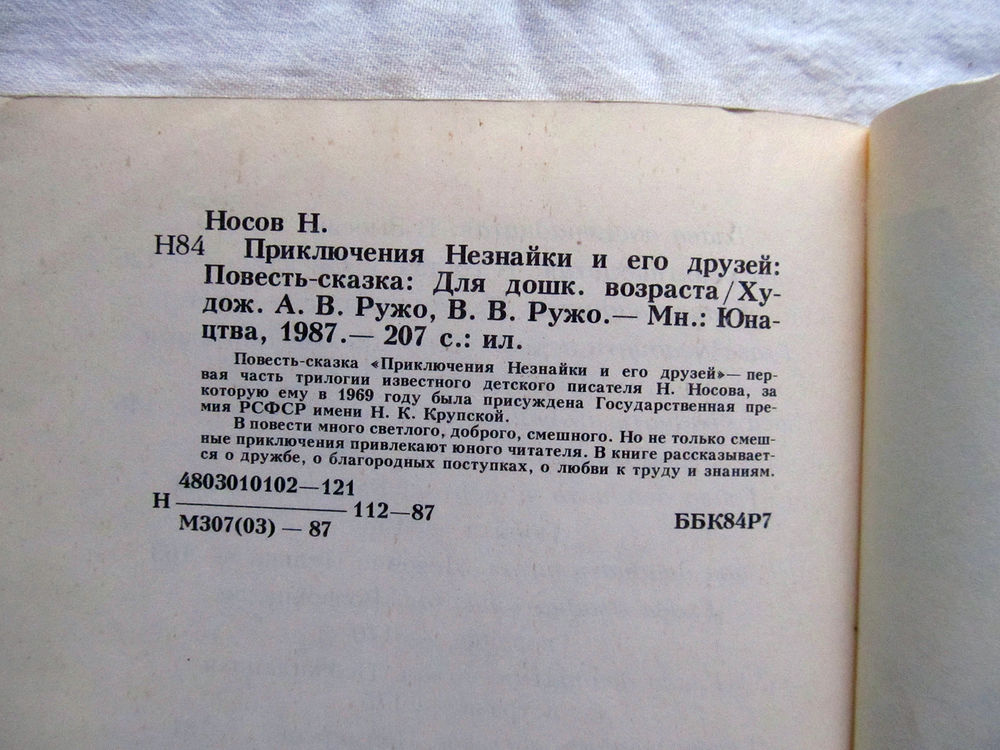 Носов Н.
Н84 Приключения Незнайки и его друзей:
Повесть-сказка: Для дошк. возраста/Ху-
дож. А. В. Ружо, В. В. Ружо.— Мн.: Юна-
цтва, 1987.— 207 с.: ил.
Повесть-сказка «Приключения Незнайки и его друзей»— пер-
вая часть трилогии известного детского писателя Н. Носова, за
которую ему в 1969 году была присуждена Государственная пре-
мия РСФСР имени Н. К. Крупской.
В повести много светлого, доброго, смешного. Но не только смеш-
ные приключения привлекают юного читателя. В книге рассказывает-
ся о дружбе, о благородных поступках, о любви к труду и знаниям.
4803010102—121
Н 112—87
М307(03) — 87
ББК84Р7